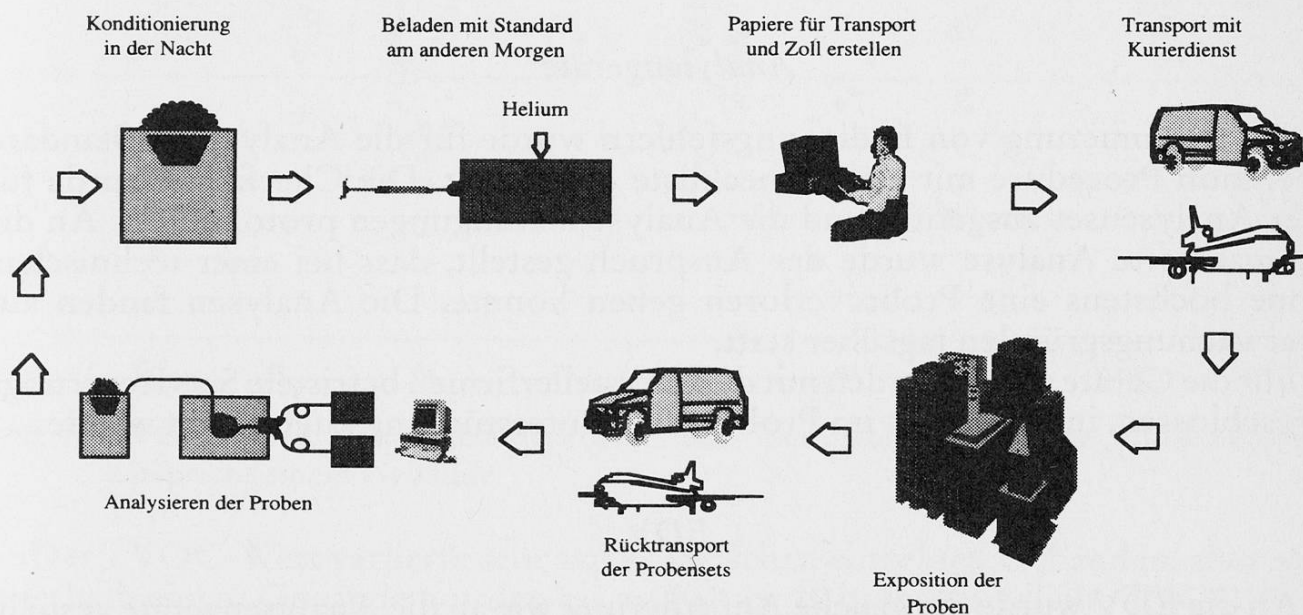 Konditionierung
in der Nacht
Beladen mit Standard
am anderen Morgen
Papiere für Transport
und Zoll erstellen
Transport mit
Kurierdienst
Helium
Analysieren der Proben
Rücktransport
der Probensets
Exposition der
Proben